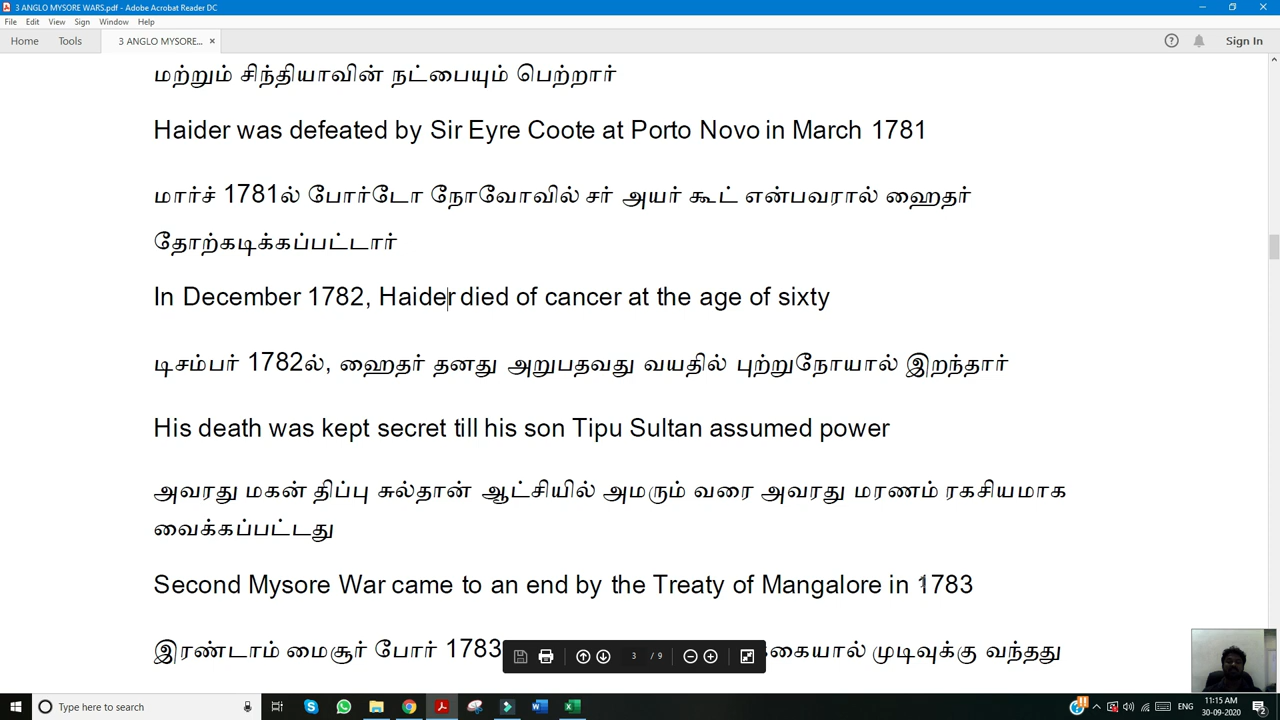 3 ANGLO MYSORE WARS.pdf - Adobe Acrobat Reader DC
File Edit View Sign Window Help
Home Tools 3 ANGLO MYSORE... × Sign In
மற்றும் சிந்தியாவின் நட்பையும் பெற்றார்
Haider was defeated by Sir Eyre Coote at Porto Novo in March 1781
மார்ச் 1781ல் போர்டோ நோவோவில் சர் அயர் கூட் என்பவரால் ஹைதர்
தோற்கடிக்கப்பட்டார்
In December 1782, Haider died of cancer at the age of sixty
டிசம்பர் 1782ல், ஹைதர் தனது அறுபதவது வயதில் புற்றுநோயால் இறந்தார்
His death was kept secret till his son Tipu Sultan assumed power
அவரது மகன் திப்பு சுல்தான் ஆட்சியில் அமரும் வரை அவரது மரணம் ரகசியமாக
வைக்கப்பட்டது
Second Mysore War came to an end by the Treaty of Mangalore in 1783
இரண்டாம் மைசூர் போர் 1783 முடிவுக்கு வந்தது
3 / 9
Type here to search
ENG 11:15 AM
30-09-2020